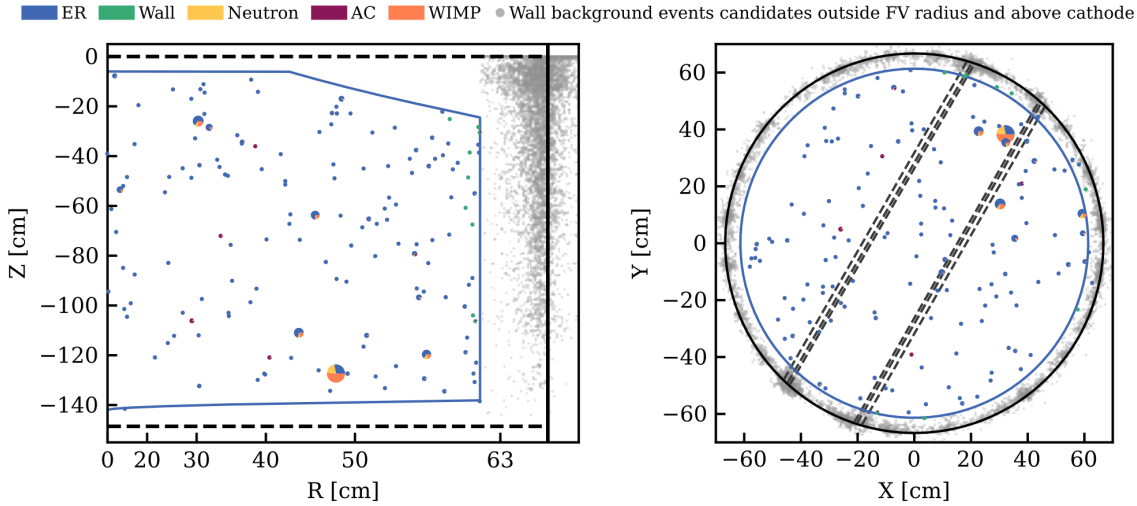 ER Wall Neutron AC WIMP Wall background events candidates outside FV radius and above cathode
0
−20
−40
−60
−80
−100
−120
−140
Z [cm]
0 20 30 40 50 63
R [cm]
60
40
20
0
−20
−40
−60
Y [cm]
−60 −40 −20 0 20 40 60
X [cm]